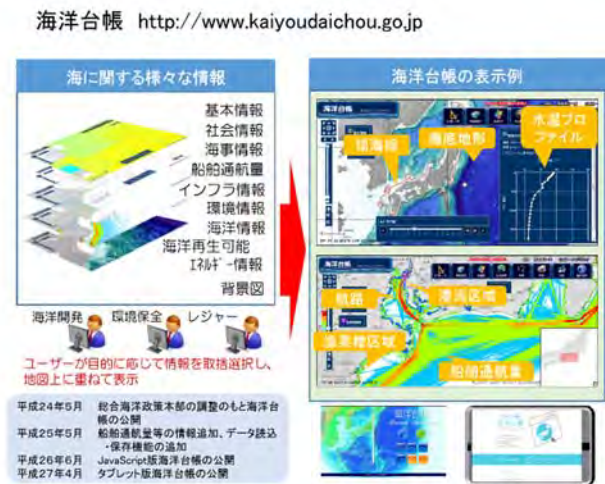 海洋台帳 http://www.kaiyoudaichou.go.jp
海に関する様々な情報
基本情報
社会情報
海事情報
船舶通航量
インフラ情報
環境情報
海洋情報
海洋再生可能
エネルギー情報
背景図
海洋開発 環境保全 レジャー
ユーザーが目的に応じて情報を取捨選択し、
地図上に重ねて表示
平成24年5月 総合海洋政策本部の調整のもと海洋台
帳の公開
平成25年5月 船舶通航量等の情報追加、データ読込
・保存機能の追加
平成26年6月 JavaScript版海洋台帳の公開
平成27年4月 タブレット版海洋台帳の公開
海洋台帳の表示例
海洋台帳
領海線
海底地形
水温プロ
ファイル
海洋台帳
航路
港湾区域
漁業権区域
船舶通航量
海洋台帳